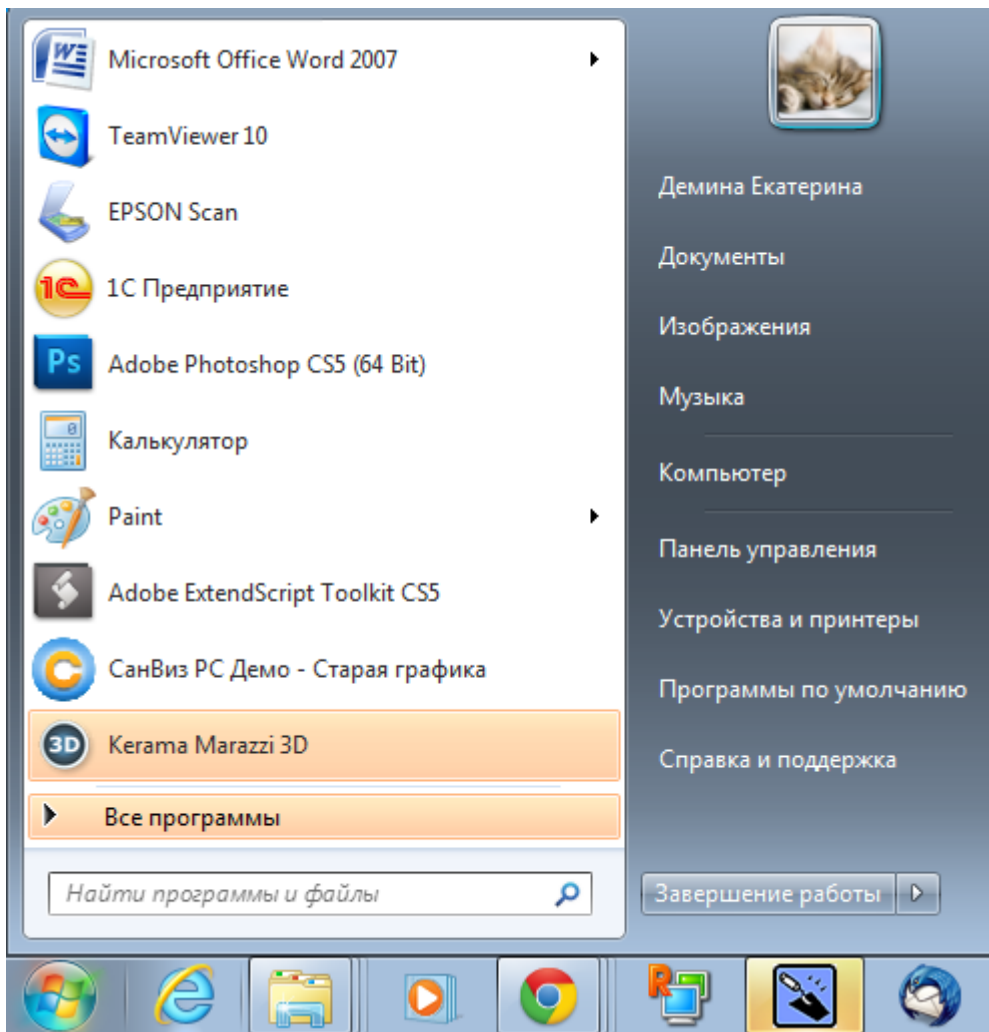 Microsoft Office Word 2007
TeamViewer 10
EPSON Scan
1С Предприятие
Adobe Photoshop CS5 (64 Bit)
Калькулятор
Paint
Adobe ExtendScript Toolkit CS5
СанВиз РС Демо - Старая графика
Kerama Marazzi 3D
Все программы
Найти программы и файлы
Демина Екатерина
Документы
Изображения
Музыка
Компьютер
Панель управления
Устройства и принтеры
Программы по умолчанию
Справка и поддержка
Завершение работы